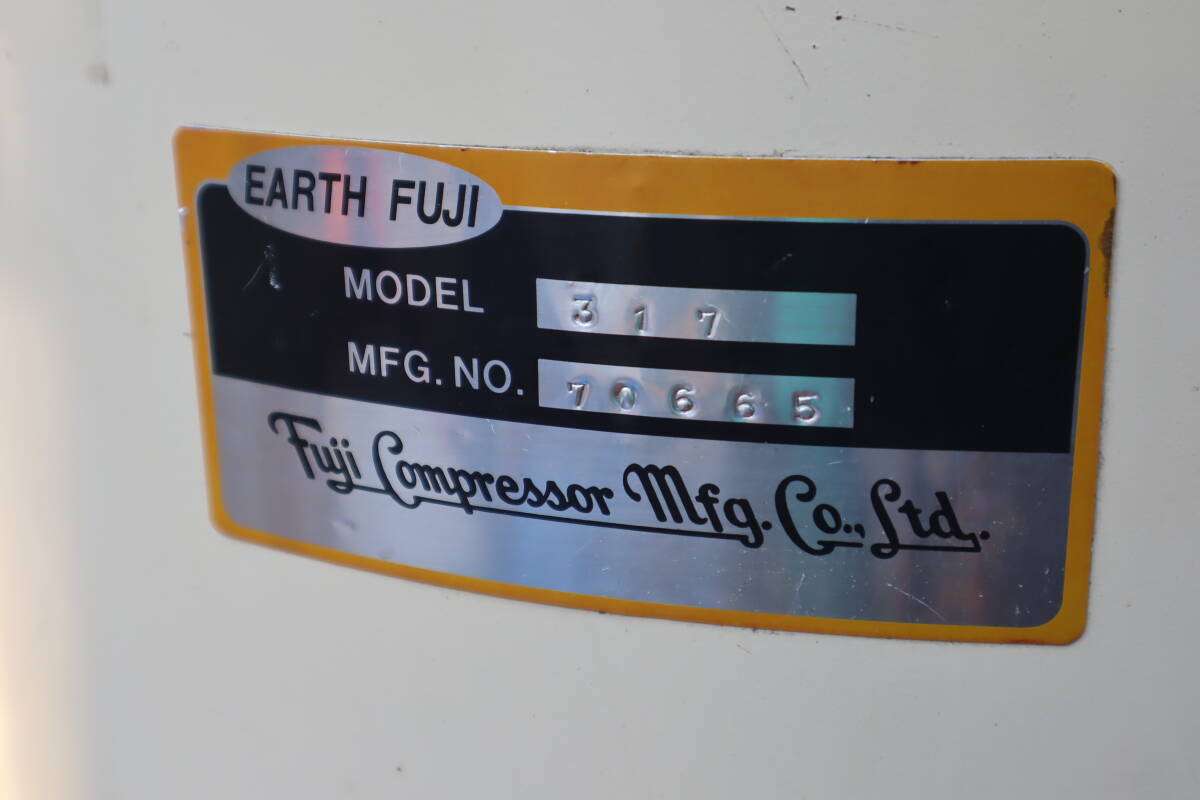 EARTH FUJI
MODEL 317
MFG. NO. 70665
Fuji Compressor Mfg. Co., Ltd.